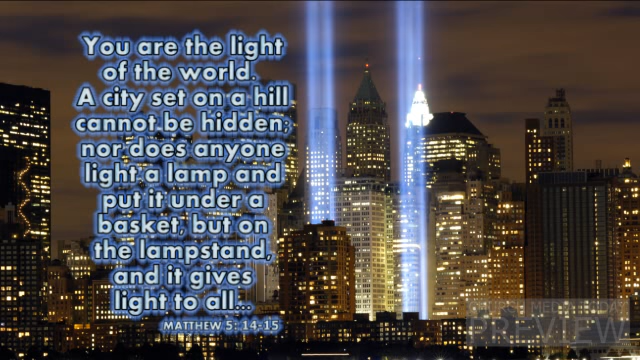 You are the light
of the world.
A city set on a hill
cannot be hidden;
nor does anyone
light a lamp and
put it under a
basket, but on
the lampstand,
and it gives
light to all...
MATTHEW 5: 14-15
PREVIEW